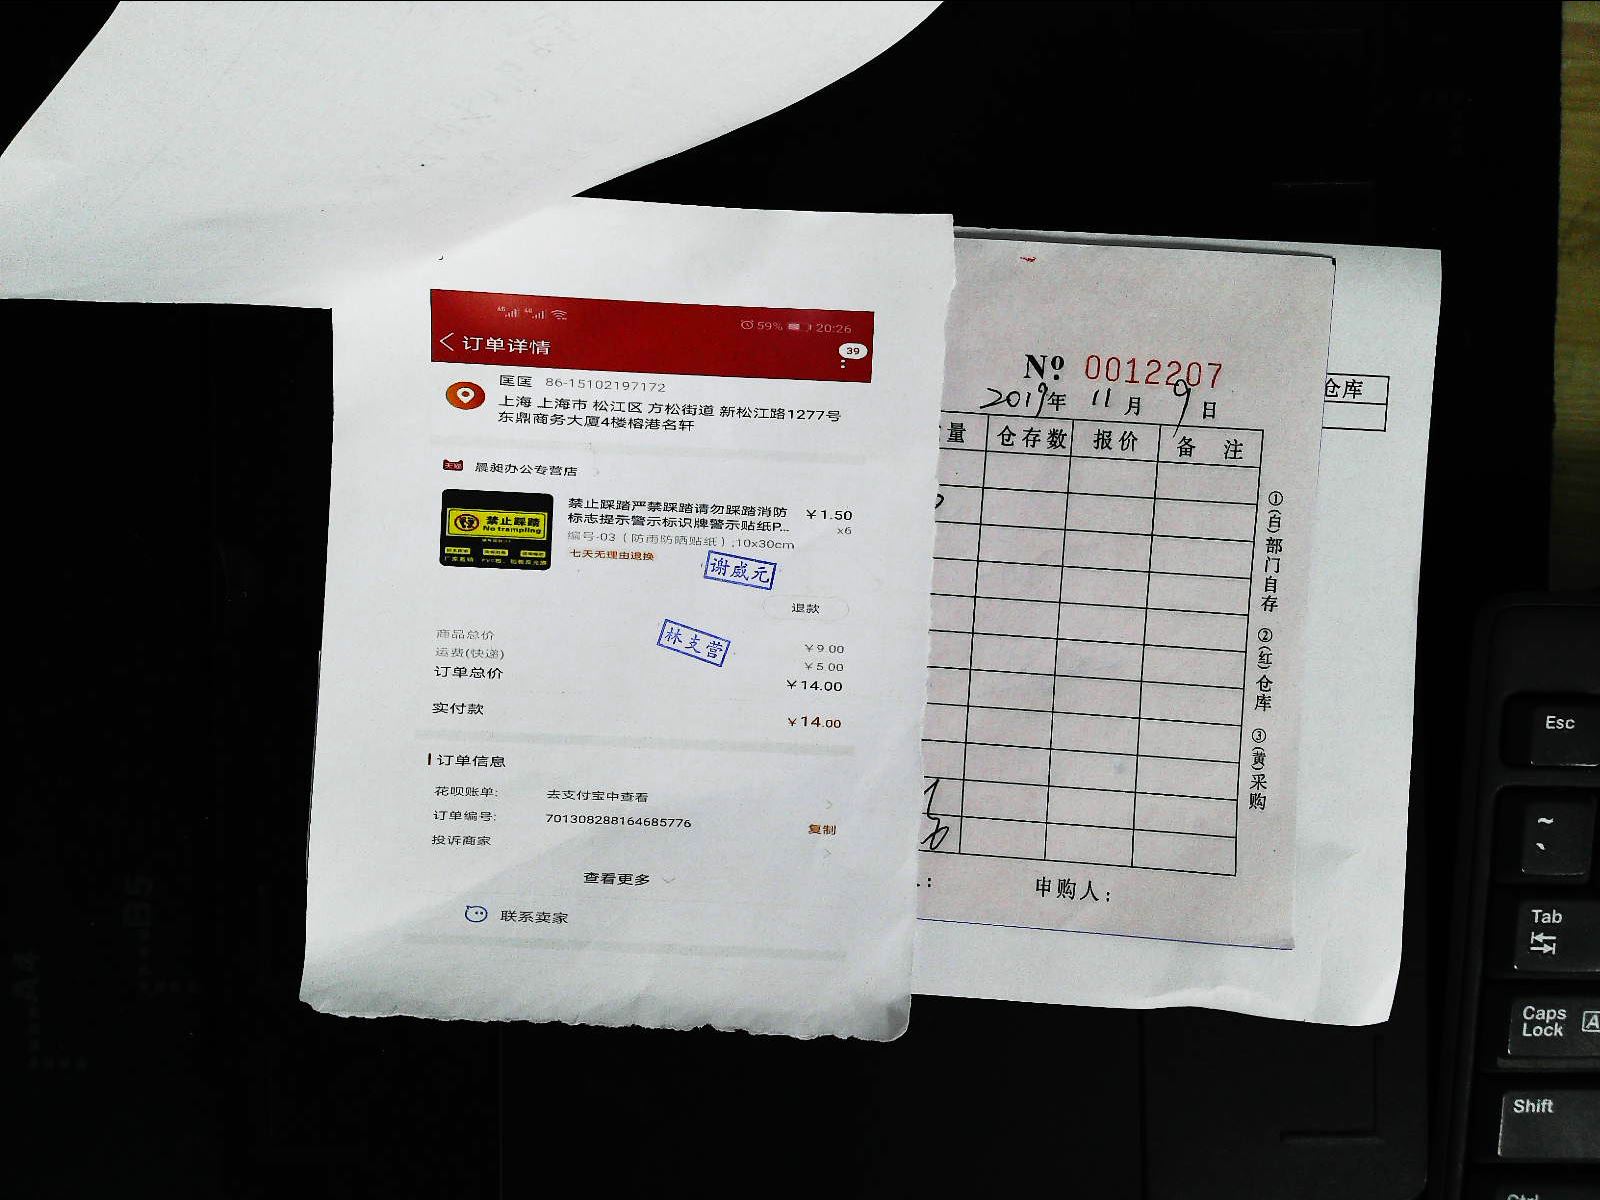 59% 20:26
订单详情
39
匡匡 86-15102197172
上海 上海市 松江区 方松街道 新松江路1277号
东鼎商务大厦4楼榕港名轩
天猫 晨昶办公专营店
禁止踩踏
No trampling
禁止踩踏严禁踩踏请勿踩踏消防 ¥1.50
标志提示警示标识牌警示贴纸P... x6
编号-03（防雨防晒贴纸）;10x30cm
七天无理由退换
谢威元
退款
林支营
商品总价 ¥9.00
运费(快递) ¥5.00
订单总价 ¥14.00
实付款 ¥14.00
订单信息
花呗账单: 去支付宝中查看
订单编号: 701308288164685776 复制
投诉商家
查看更多
联系卖家
Nº 0012207
2019年 11月 9日
量 仓存数 报价 备注
①(白)部门自存 ②(红)仓库 ③(黄)采购
申购人:
仓库
Esc
~
Tab
Caps
Lock
A
Shift